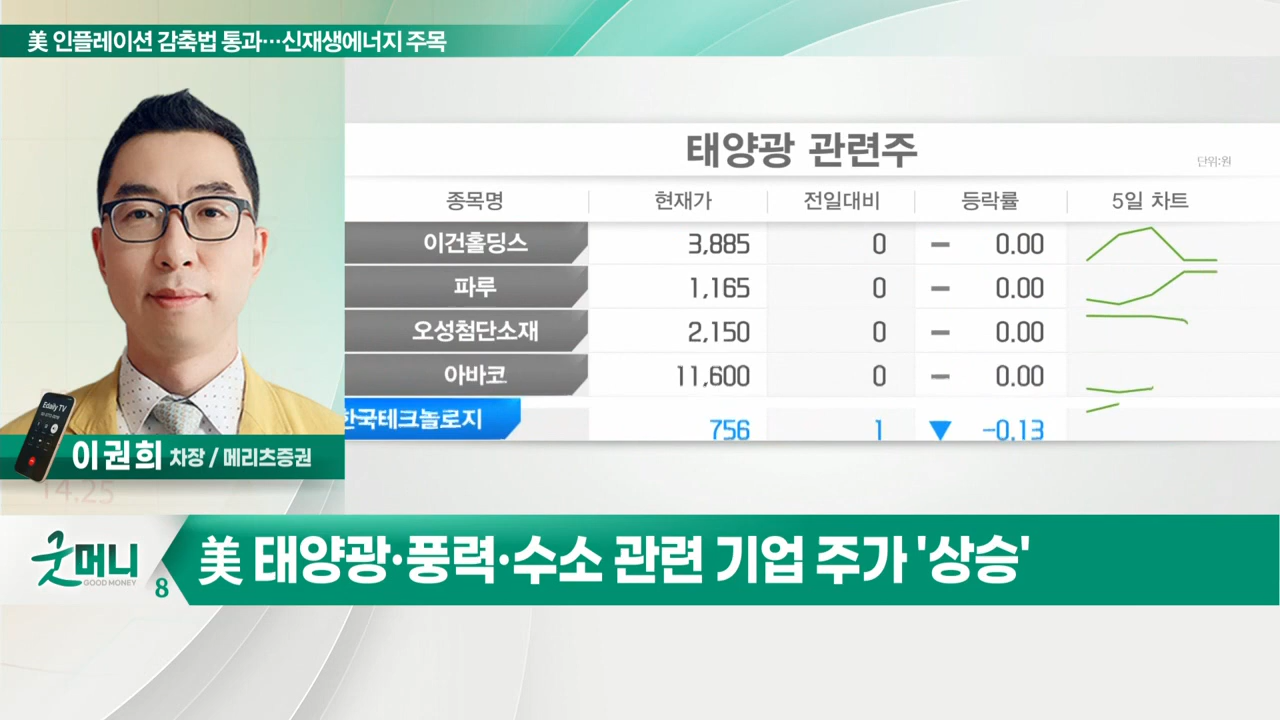 美 인플레이션 감축법 통과…신재생에너지 주목
태양광 관련주
단위:원
종목명 현재가 전일대비 등락률 5일 차트
이건홀딩스 3,885 0 － 0.00
파루 1,165 0 － 0.00
오성첨단소재 2,150 0 － 0.00
아바코 11,600 0 － 0.00
한국테크놀로지 756 1 ▼ -0.13
Edaily TV
이권희 차장 / 메리츠증권
14.25
굿머니
GOOD MONEY
8
美 태양광·풍력·수소 관련 기업 주가 '상승'